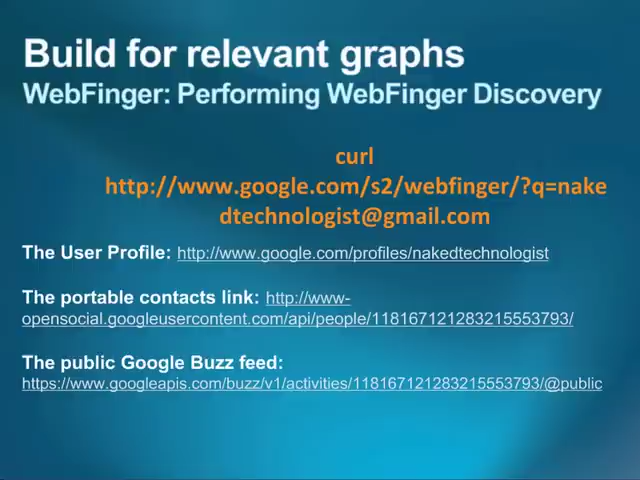 Build for relevant graphs
WebFinger: Performing WebFinger Discovery
curl
http://www.google.com/s2/webfinger/?q=nake
dtechnologist@gmail.com
The User Profile: http://www.google.com/profiles/nakedtechnologist
The portable contacts link: http://www-
opensocial.googleusercontent.com/api/people/118167121283215553793/
The public Google Buzz feed:
https://www.googleapis.com/buzz/v1/activities/118167121283215553793/@public